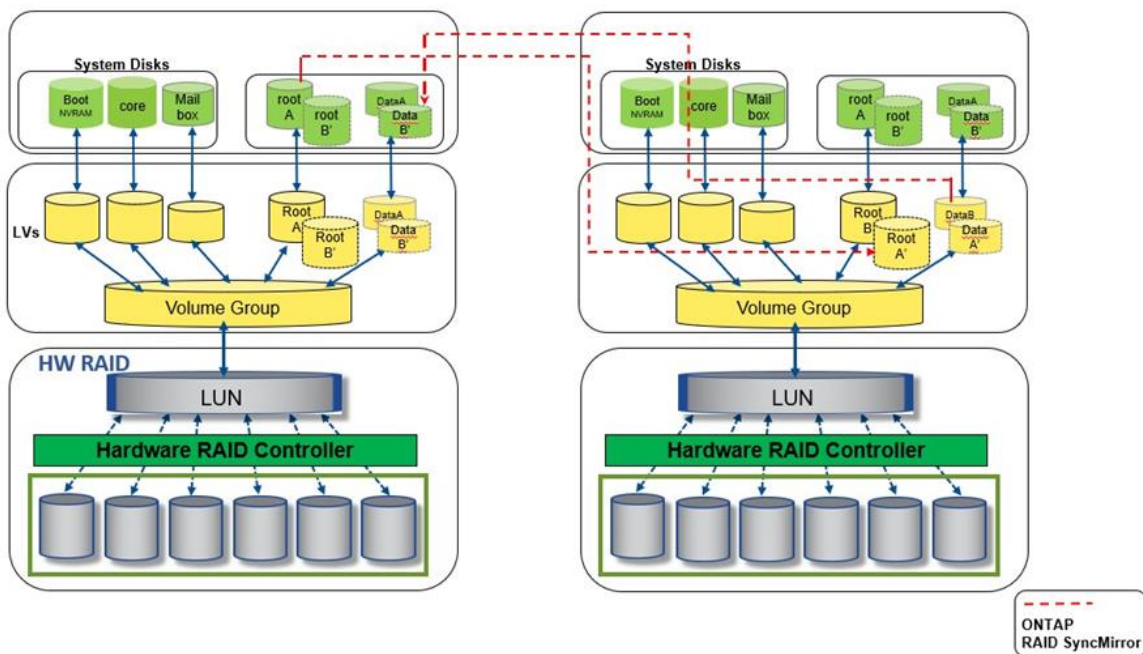 System Disks
Boot
NVRAM
core
Mail
box
root
A
root
B'
DataA
Data
B'
System Disks
Boot
NVRAM
core
Mail
box
root
A
root
B'
DataA
Data
B'
LVs
Root
A
Root
B'
DataA
Data
B'
Volume Group
Root
B
Root
A'
DataB
Data
A'
Volume Group
HW RAID
LUN
Hardware RAID Controller
LUN
Hardware RAID Controller
ONTAP
RAID SyncMirror